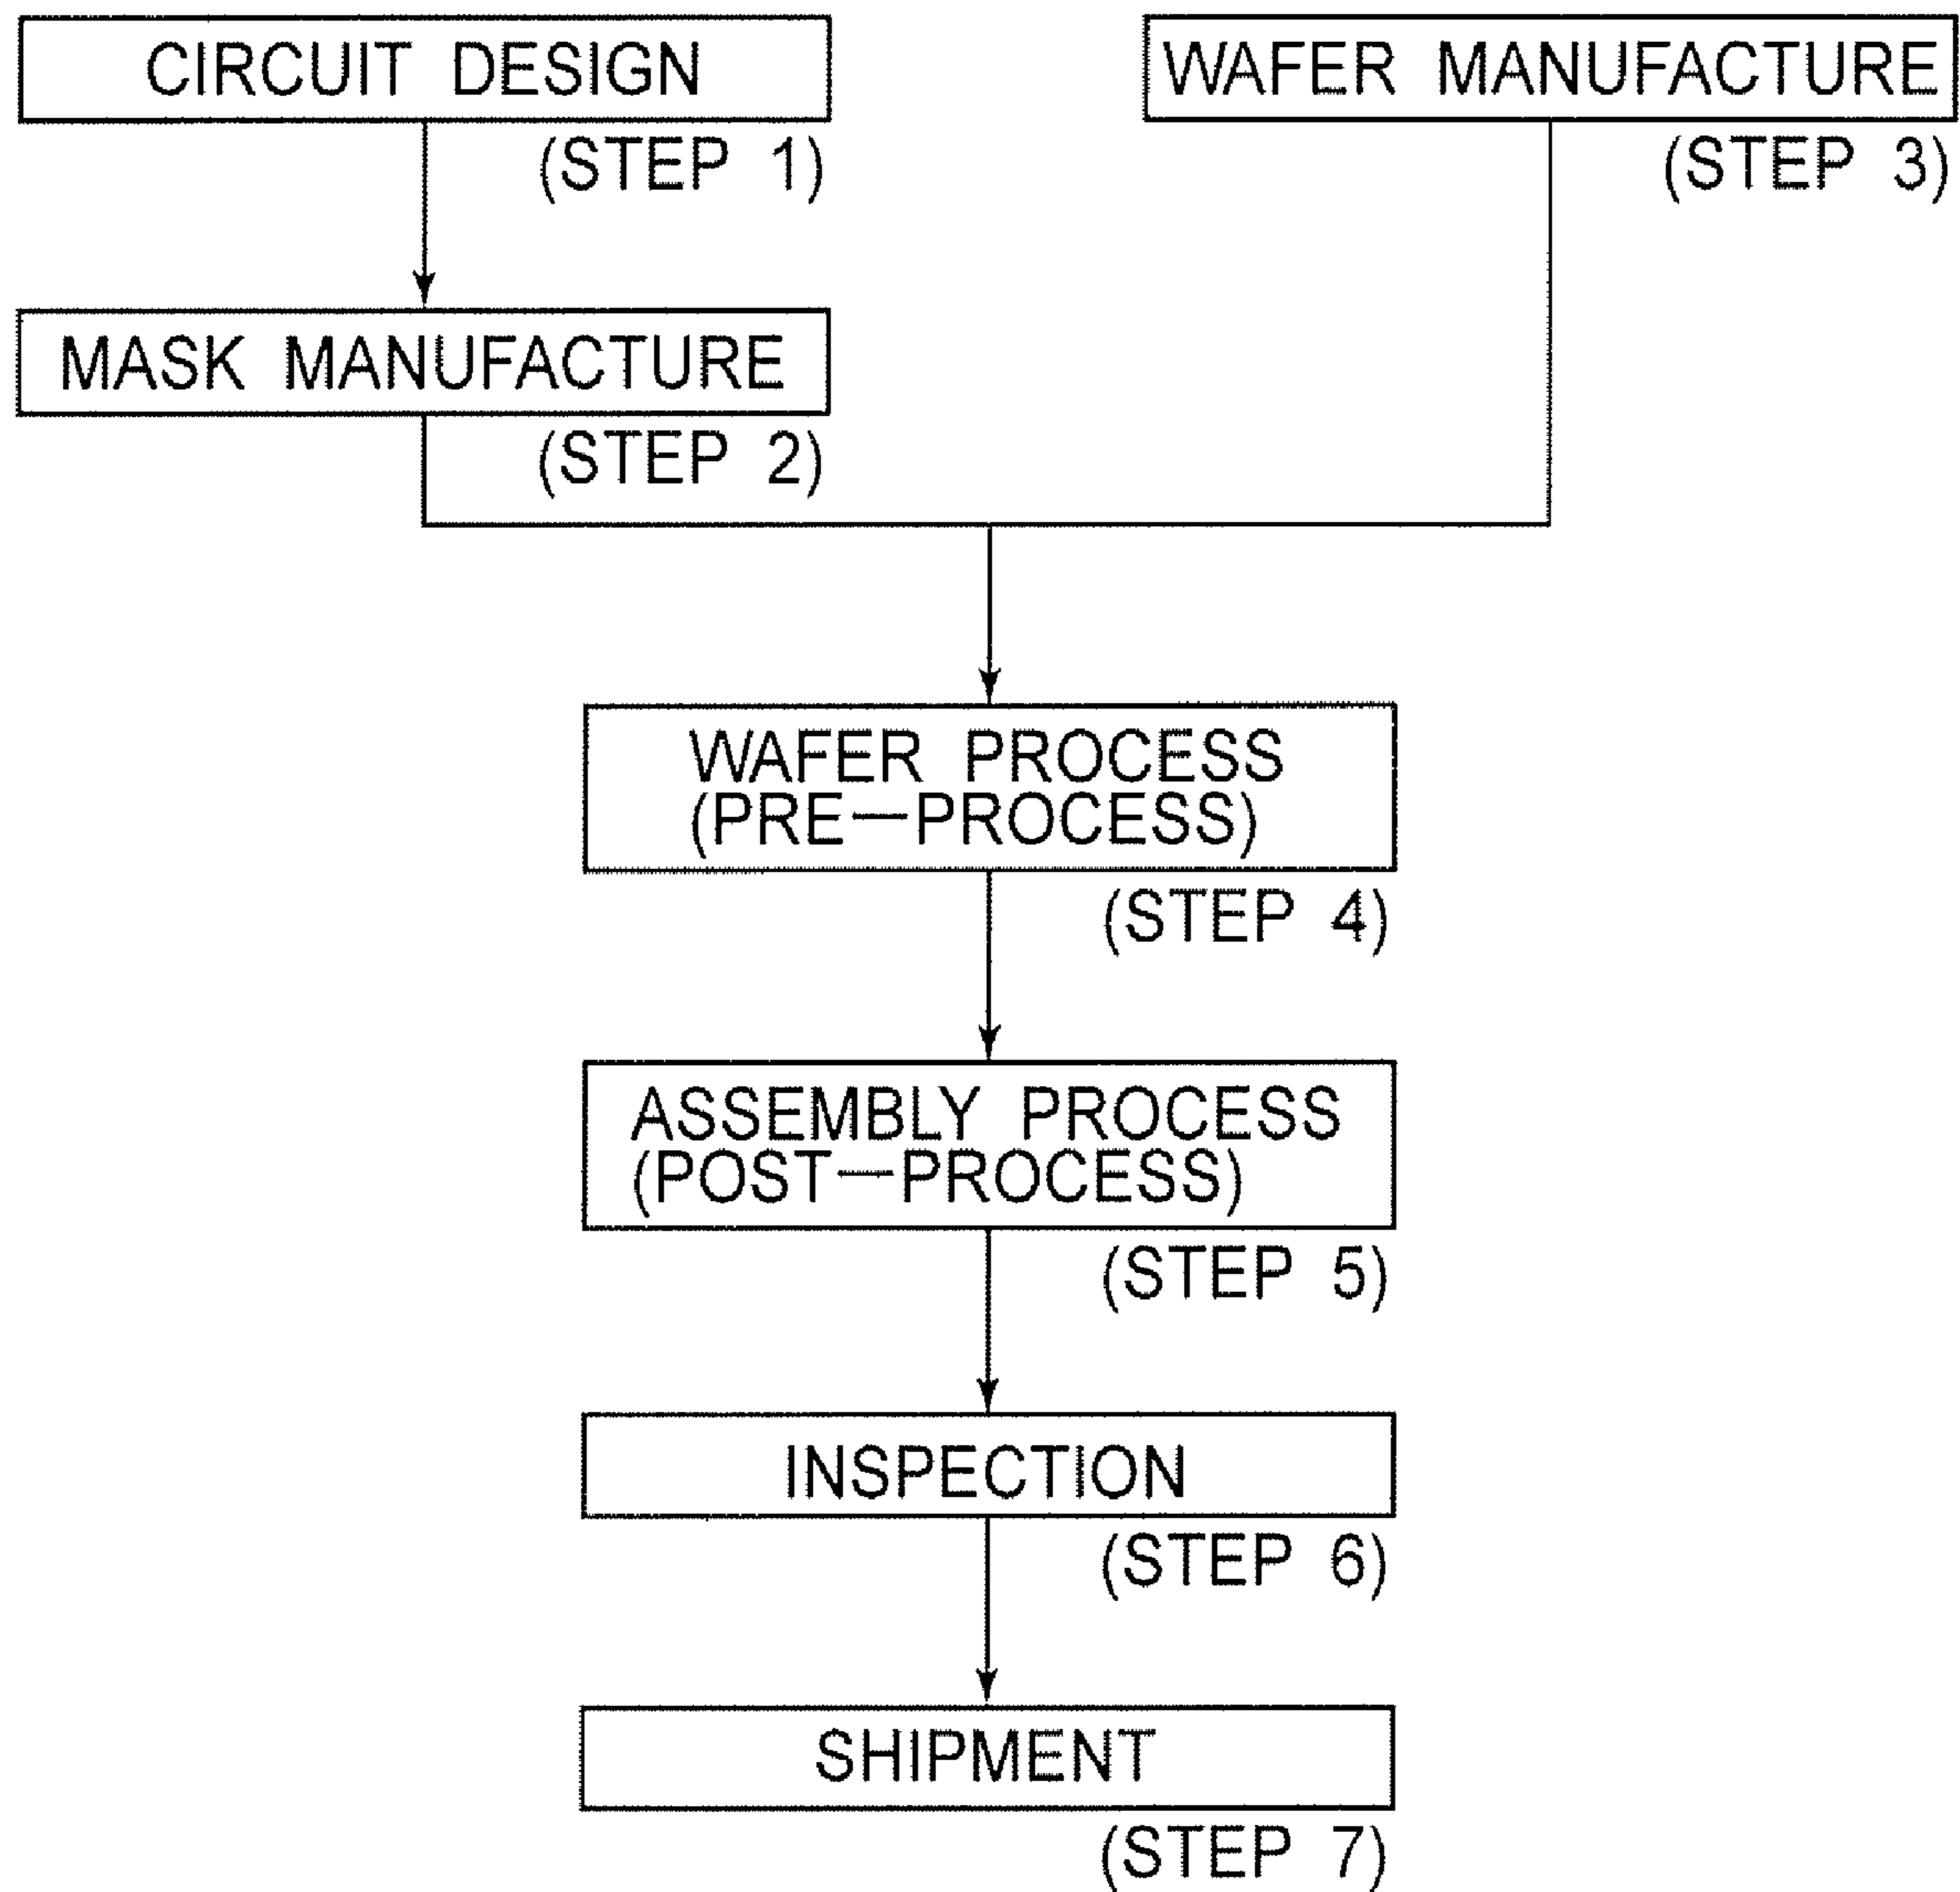 CIRCUIT DESIGN
(STEP 1)
WAFER MANUFACTURE
(STEP 3)
MASK MANUFACTURE
(STEP 2)
WAFER PROCESS
(PRE—PROCESS)
(STEP 4)
ASSEMBLY PROCESS
(POST—PROCESS)
(STEP 5)
INSPECTION
(STEP 6)
SHIPMENT
(STEP 7)